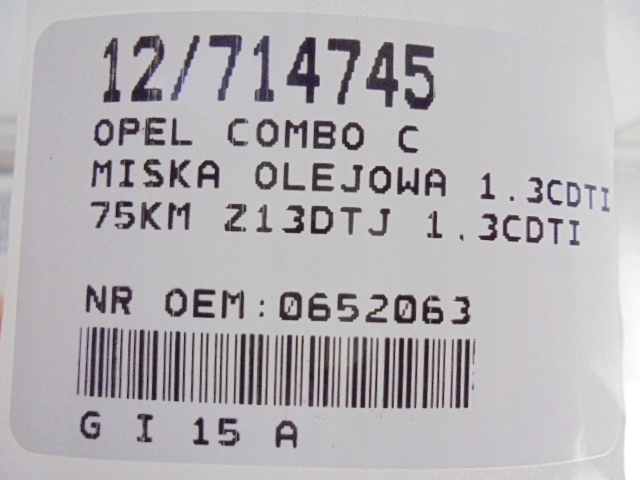 12/714745
OPEL COMBO C
MISKA OLEJOWA 1.3CDTI
75KM Z13DTJ 1.3CDTI
NR OEM:0652063
G I 15 A